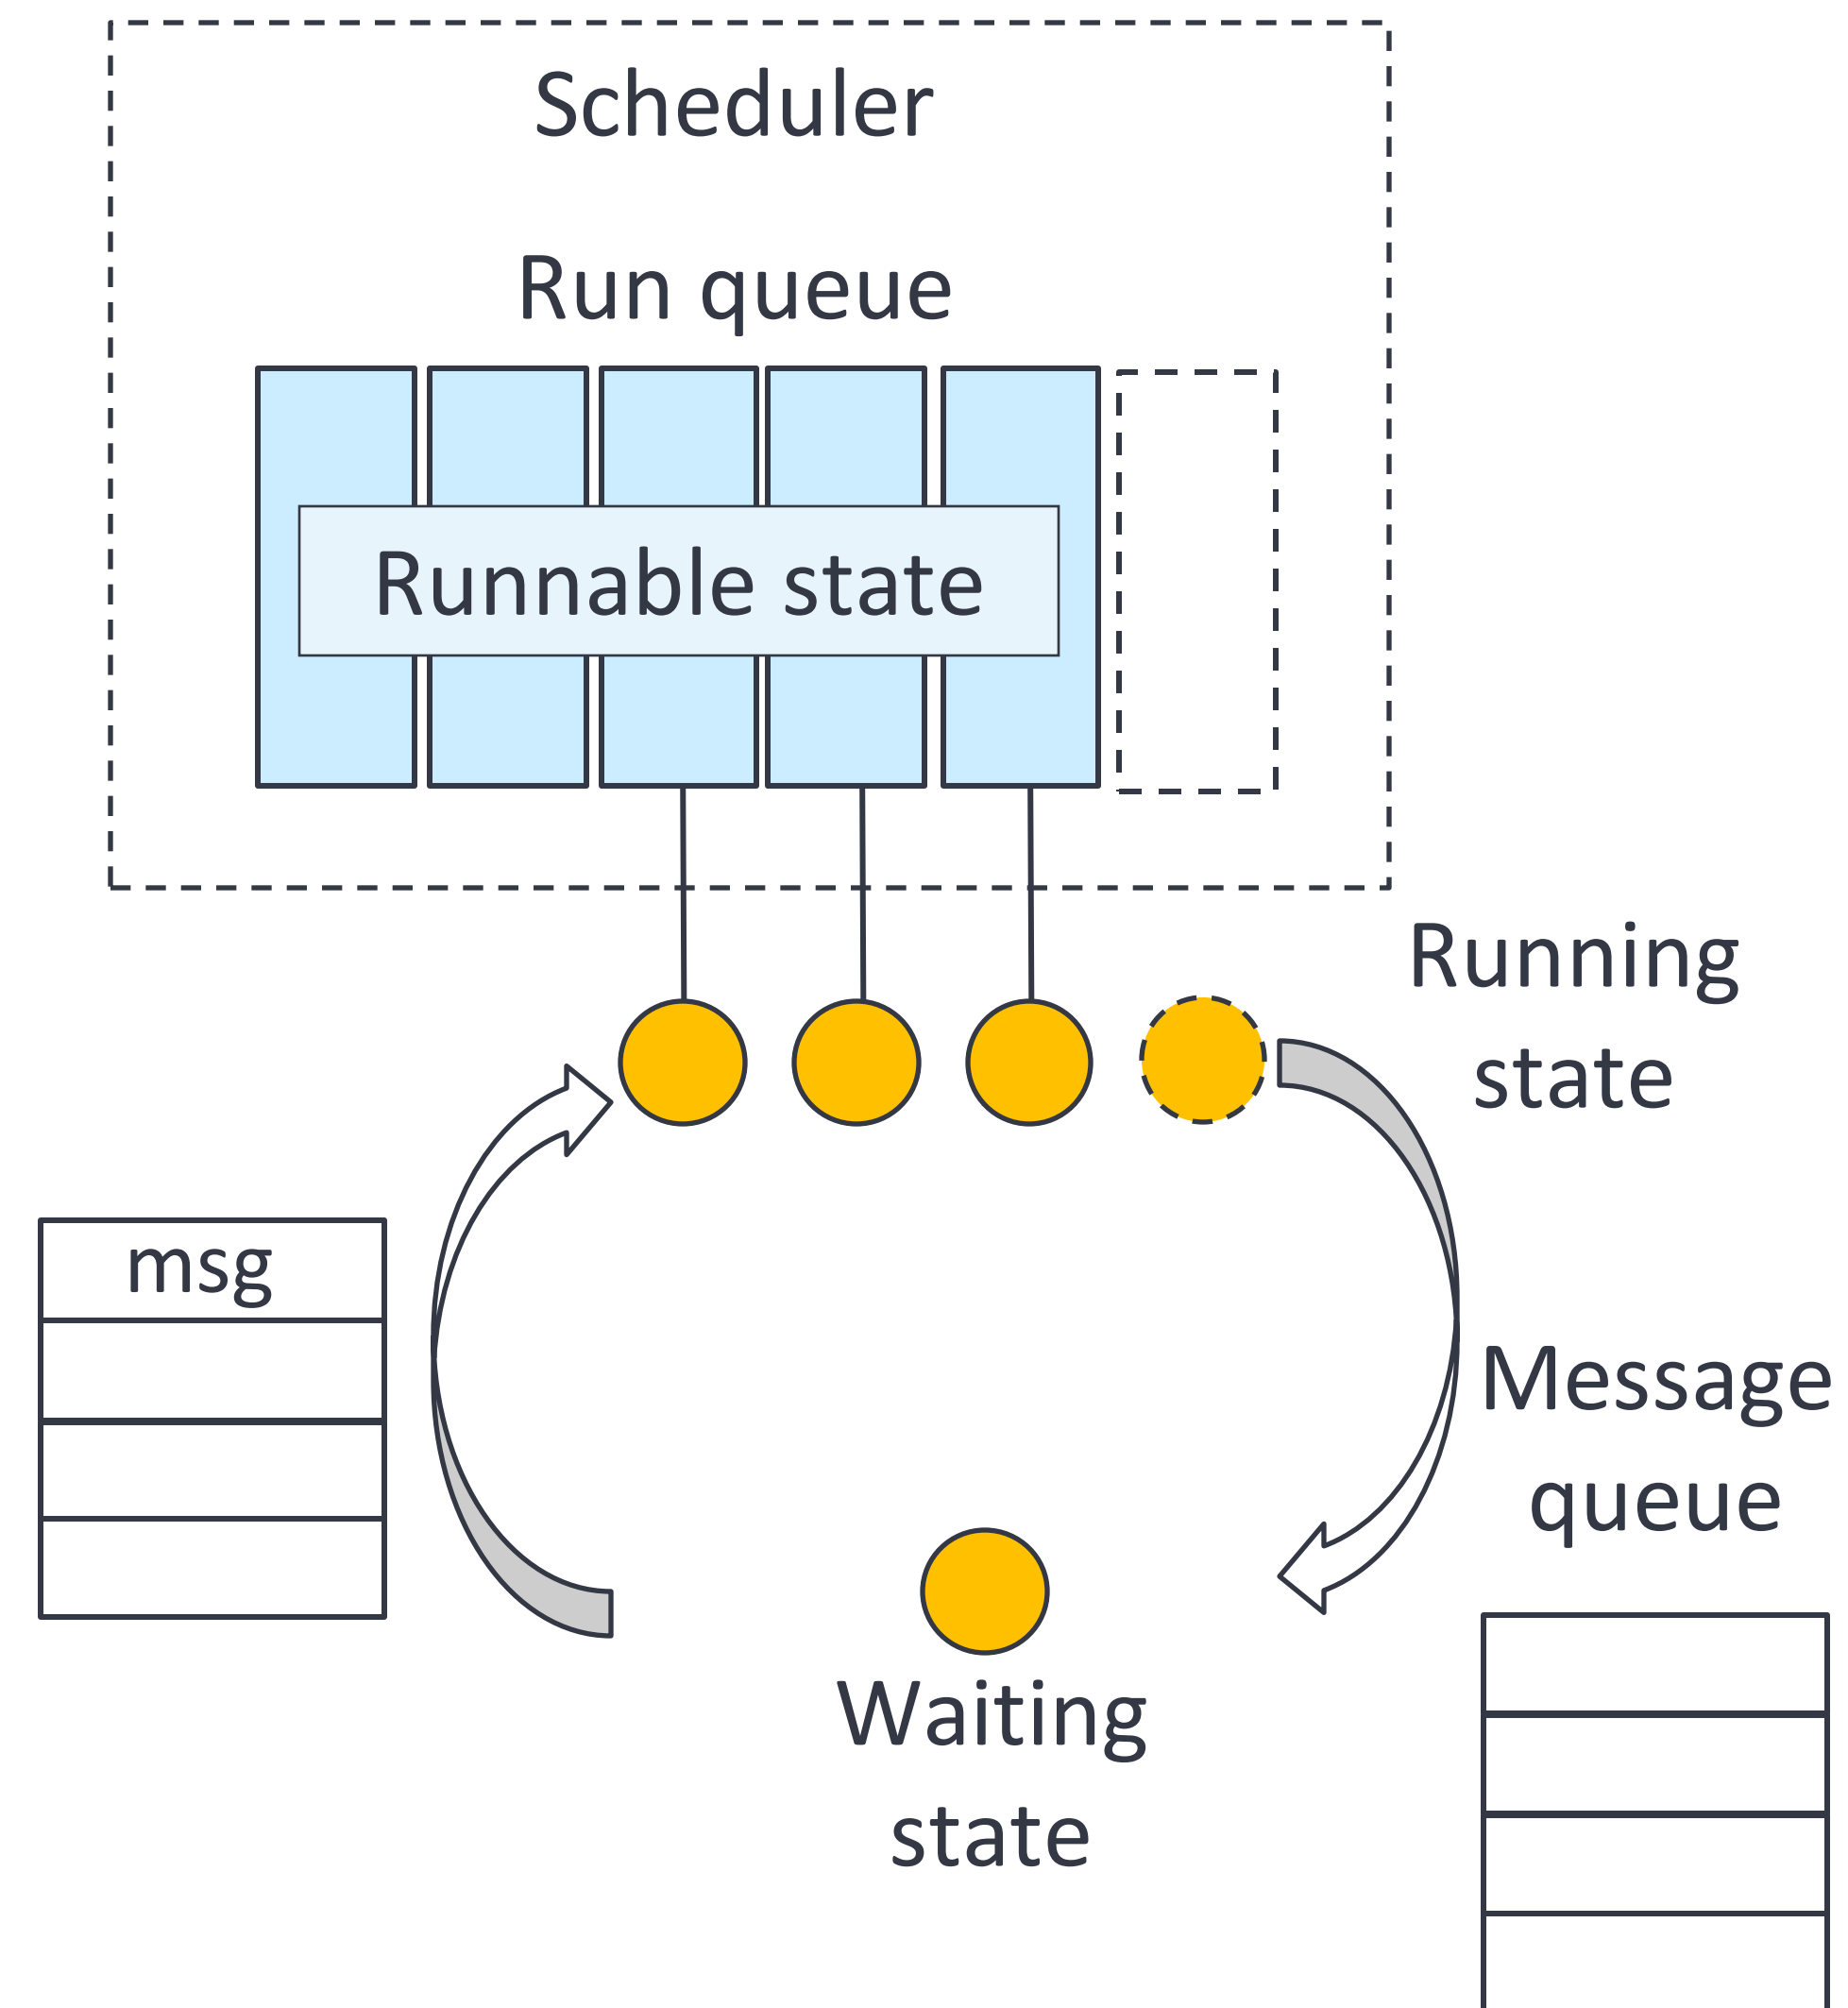 Scheduler
Run queue
Runnable state
Running
state
msg
Message
queue
Waiting
state